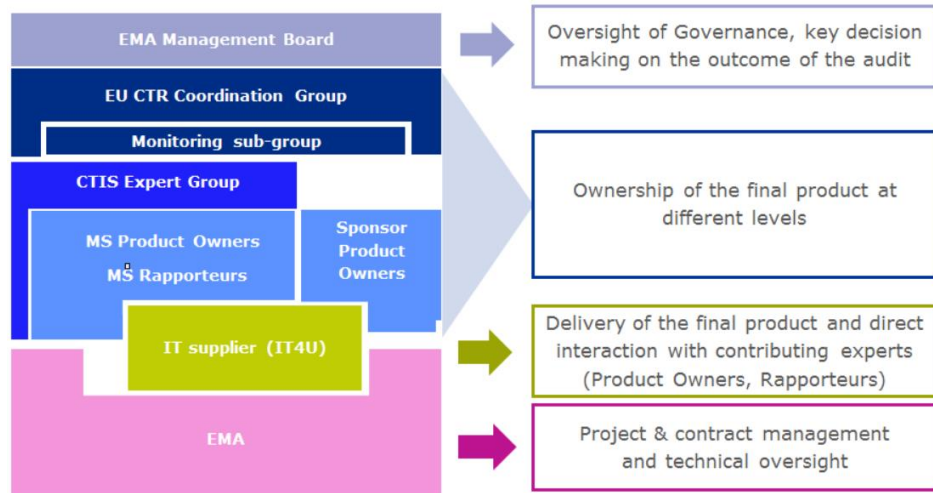 EMA Management Board
Oversight of Governance, key decision
making on the outcome of the audit
EU CTR Coordination Group
Monitoring sub-group
CTIS Expert Group
MS Product Owners
MS Rapporteurs
Sponsor
Product
Owners
Ownership of the final product at
different levels
IT supplier (IT4U)
Delivery of the final product and direct
interaction with contributing experts
(Product Owners, Rapporteurs)
EMA
Project & contract management
and technical oversight